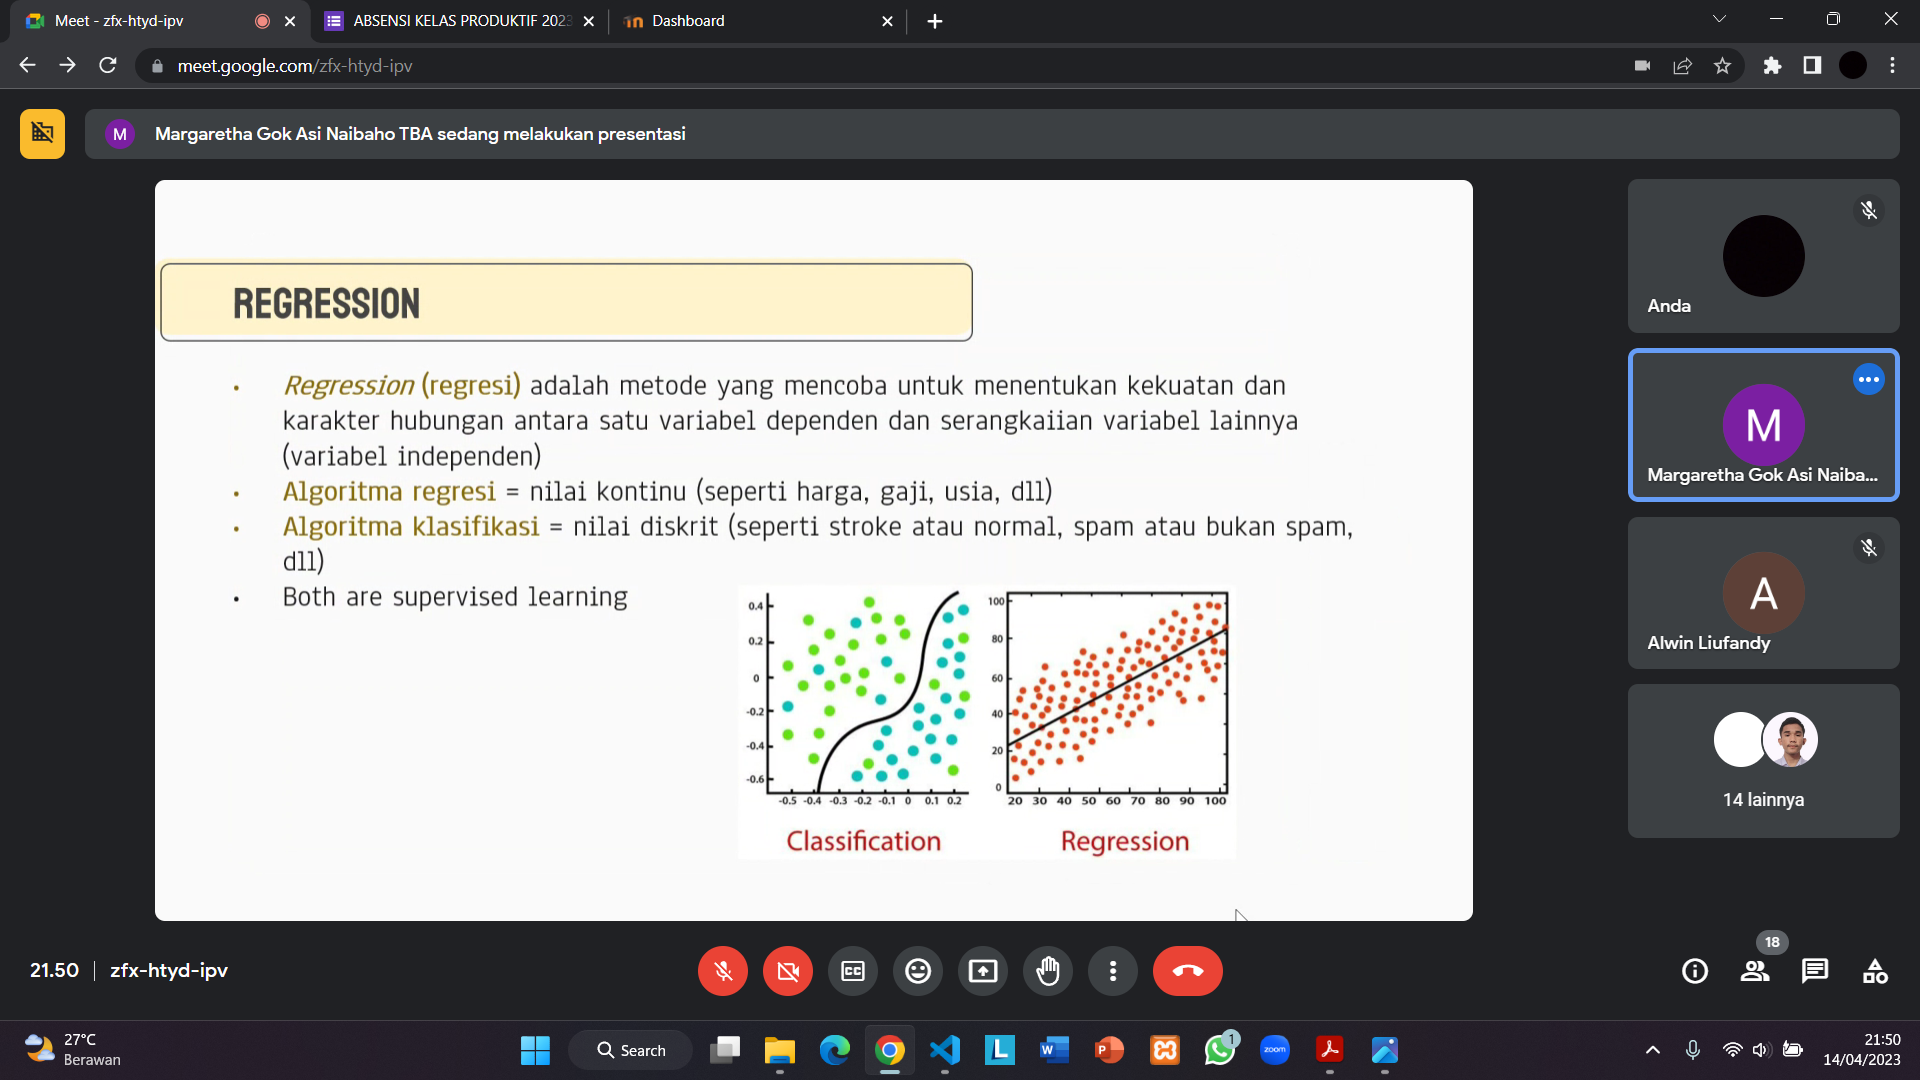 Meet - zfx-htyd-ipv
ABSENSI KELAS PRODUKTIF 2023
Dashboard
meet.google.com/zfx-htyd-ipv
M
Margaretha Gok Asi Naibaho TBA sedang melakukan presentasi
REGRESSION
• Regression (regresi) adalah metode yang mencoba untuk menentukan kekuatan dan
karakter hubungan antara satu variabel dependen dan serangkaiian variabel lainnya
(variabel independen)
• Algoritma regresi = nilai kontinu (seperti harga, gaji, usia, dll)
• Algoritma klasifikasi = nilai diskrit (seperti stroke atau normal, spam atau bukan spam,
dll)
• Both are supervised learning
0.4
0.2
0
-0.2
-0.4
-0.6
-0.5 -0.4 -0.3 -0.2 -0.1 0 0.1 0.2
Classification
100
80
60
40
20
0
20 30 40 50 60 70 80 90 100
Regression
Anda
M
Margaretha Gok Asi Naiba...
A
Alwin Liufandy
14 lainnya
21.50 | zfx-htyd-ipv
CC
18
27°C
Berawan
Search
L
W
P
1
zoom
21:50
14/04/2023